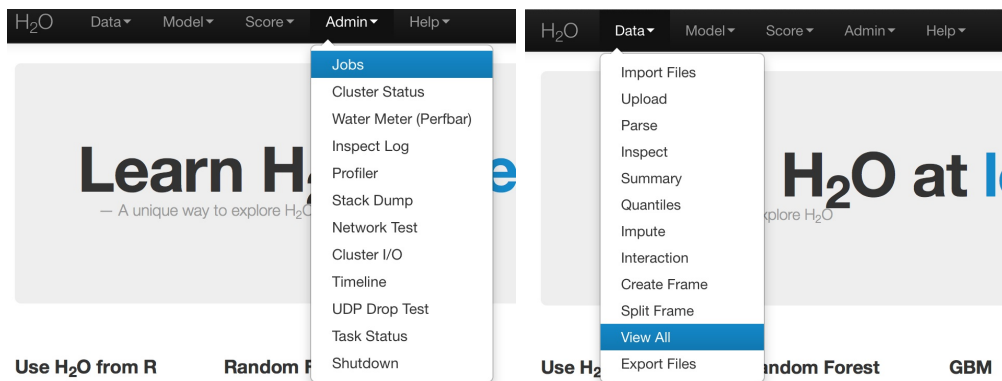 H₂O Data Model Score Admin Help
Jobs
Cluster Status
Water Meter (Perfbar)
Inspect Log
Profiler
Stack Dump
Network Test
Cluster I/O
Timeline
UDP Drop Test
Task Status
Shutdown
Learn H
— A unique way to explore H₂O
Use H₂O from R Random
H₂O Data Model Score Admin Help
Import Files
Upload
Parse
Inspect
Summary
Quantiles
Impute
Interaction
Create Frame
Split Frame
View All
Export Files
H₂O at
explore H₂O
Use H₂ Random Forest GBM